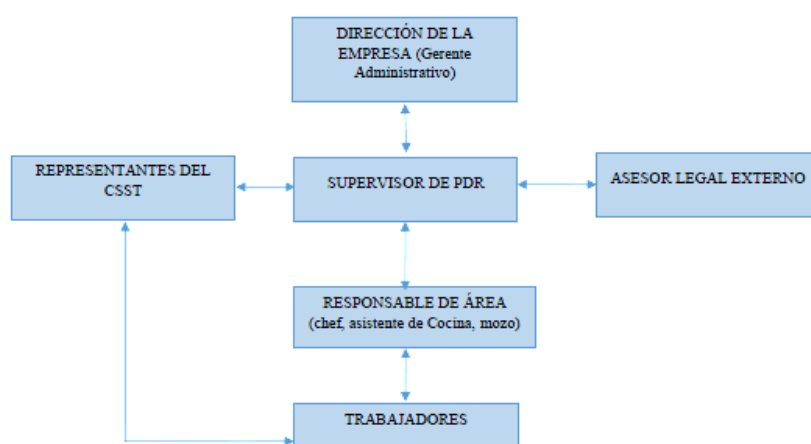 DIRECCIÓN DE LA
EMPRESA (Gerente
Administrativo)
REPRESENTANTES DEL
CSST
SUPERVISOR DE PDR
ASESOR LEGAL EXTERNO
RESPONSABLE DE ÁREA
(chef, asistente de Cocina, mozo)
TRABAJADORES